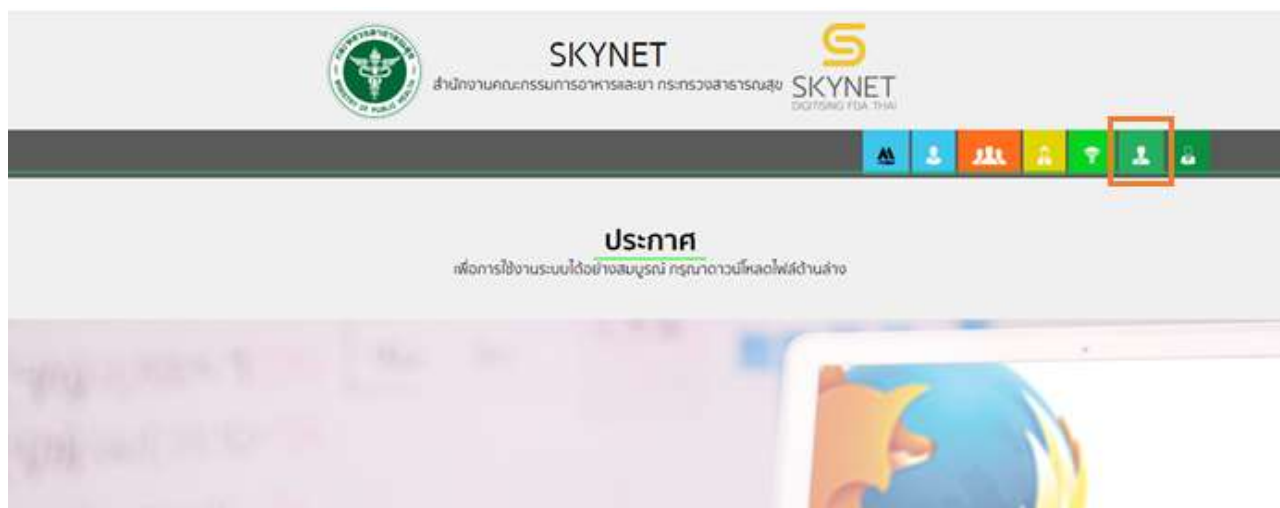 SKYNET
สำนักงานคณะกรรมการอาหารและยา กระทรวงสาธารณสุข
SKYNET
DIGITISING FDA THAI
ประกาศ
เพื่อการใช้งานระบบได้อย่างสมบูรณ์ กรุณาดาวน์โหลดไฟล์ด้านล่าง